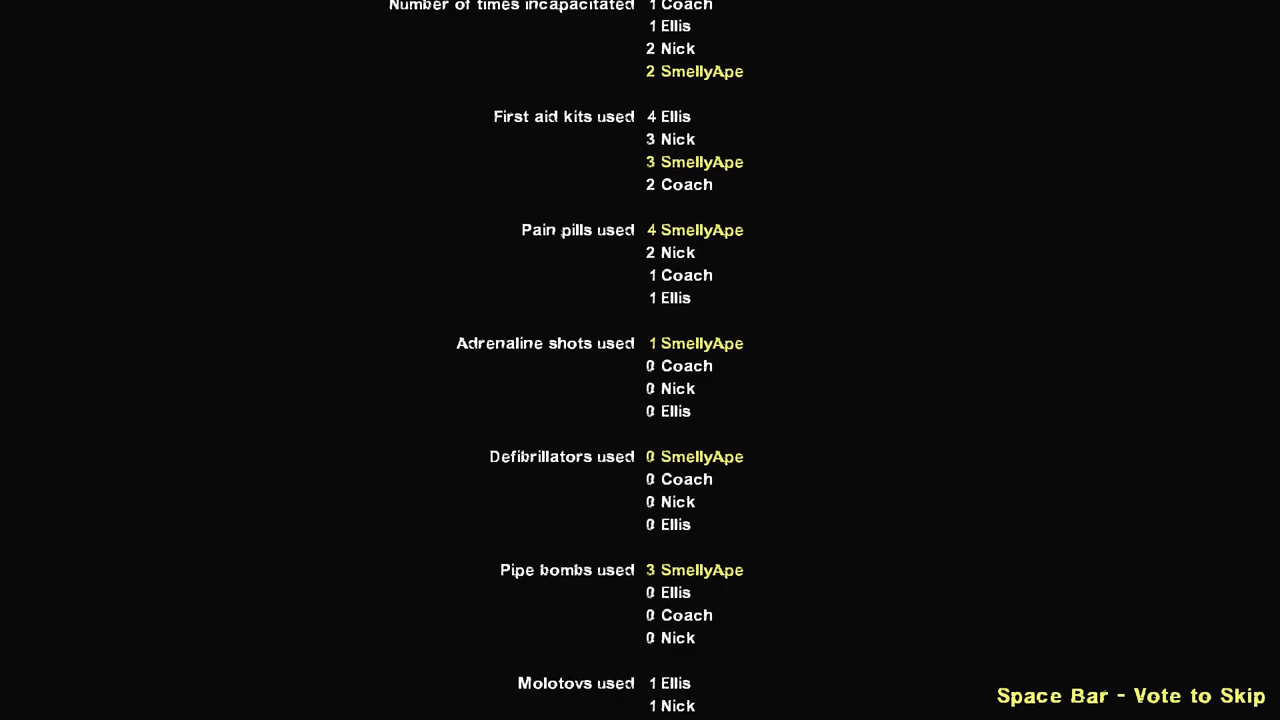 Number of times incapacitated 1 Coach
1 Ellis
2 Nick
2 SmellyApe
First aid kits used 4 Ellis
3 Nick
3 SmellyApe
2 Coach
Pain pills used 4 SmellyApe
2 Nick
1 Coach
1 Ellis
Adrenaline shots used 1 SmellyApe
0 Coach
0 Nick
0 Ellis
Defibrillators used 0 SmellyApe
0 Coach
0 Nick
0 Ellis
Pipe bombs used 3 SmellyApe
0 Ellis
0 Coach
0 Nick
Molotovs used 1 Ellis
1 Nick
Space Bar - Vote to Skip